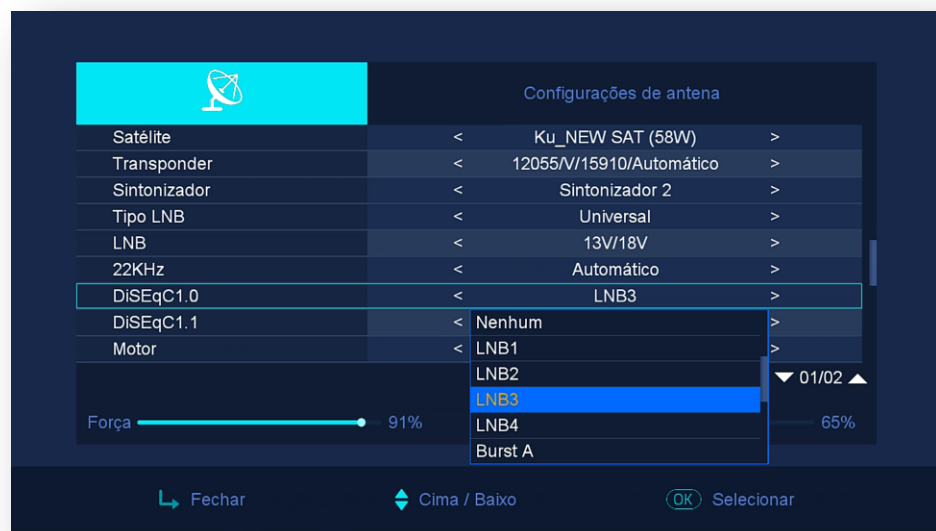 Configurações de antena
Satélite < Ku_NEW SAT (58W) >
Transponder < 12055/V/15910/Automático >
Sintonizador < Sintonizador 2 >
Tipo LNB < Universal >
LNB < 13V/18V >
22KHz < Automático >
DiSEqC1.0 < LNB3 >
DiSEqC1.1 < Nenhum >
Motor < LNB1 >
LNB2
01/02
LNB3
Força 91% LNB4 65%
Burst A
Fechar Cima / Baixo OK Selecionar